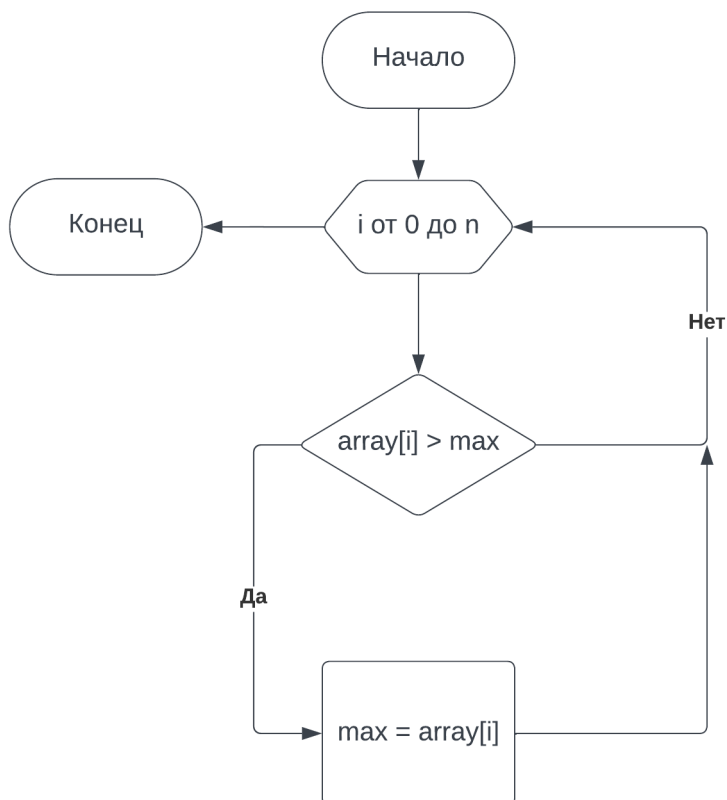 Начало
Конец
i от 0 до n
Нет
array[i] > max
Да
max = array[i]